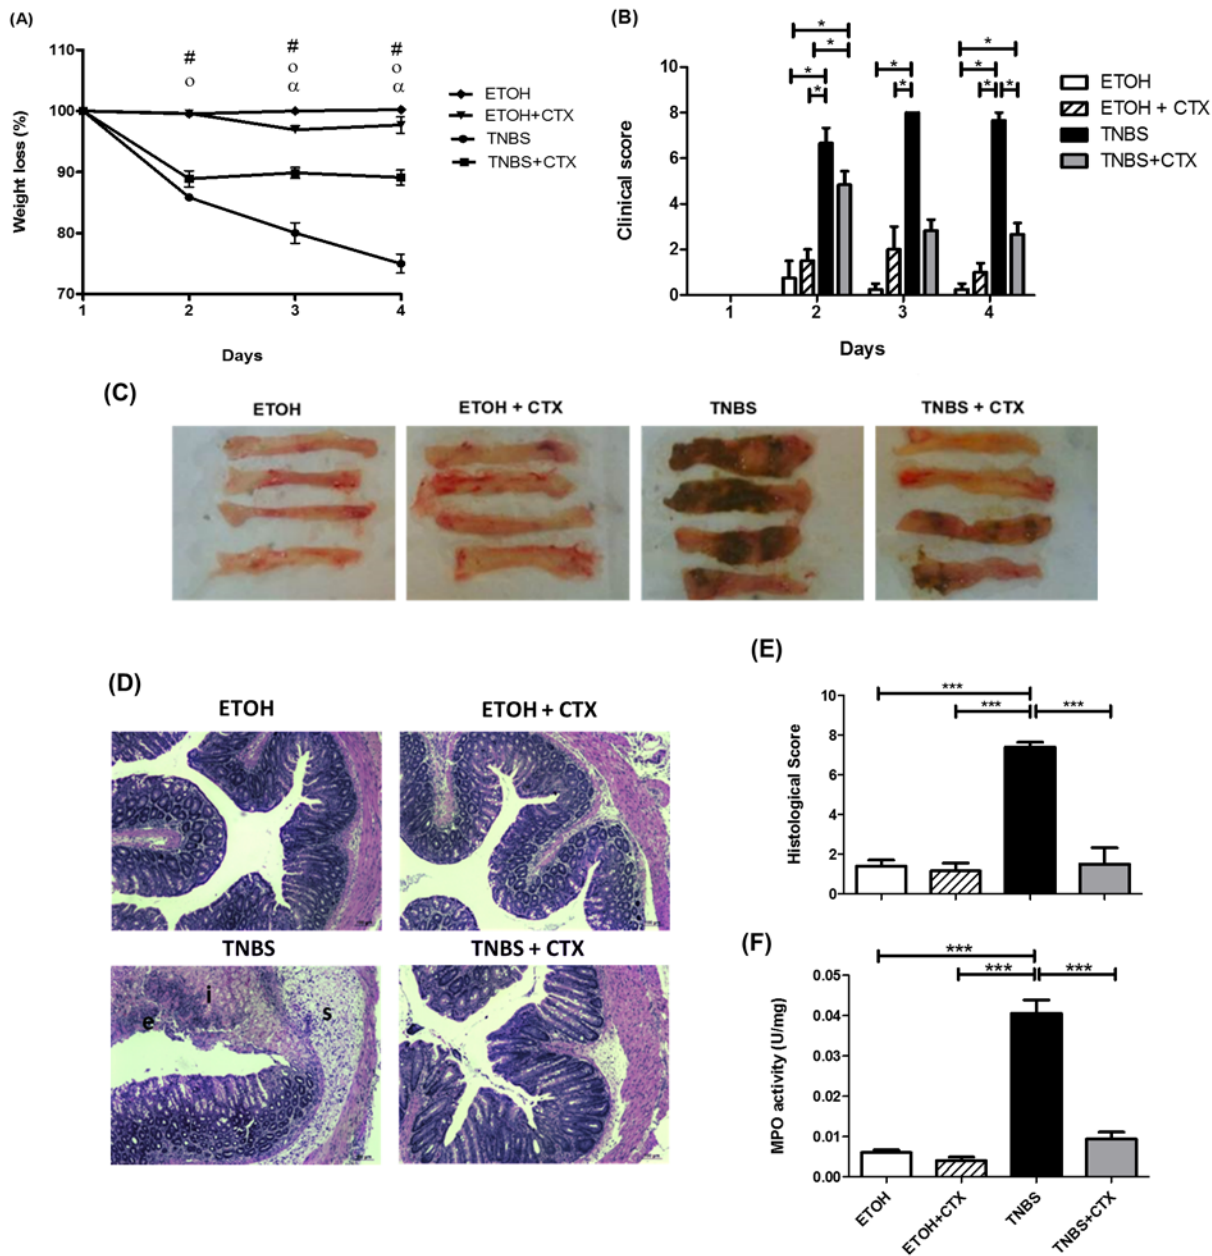 (A)
110
100
90
80
70
Weight loss (%)
#
o
#
o
α
#
o
α
1
2
3
4
Days
ETOH
ETOH+CTX
TNBS
TNBS+CTX
(B)
10
8
6
4
2
0
Clinical score
*
*
*
*
*
*
*
*
*
*
1
2
3
4
Days
ETOH
ETOH + CTX
TNBS
TNBS+CTX
(C)
ETOH
ETOH + CTX
TNBS
TNBS + CTX
(D)
ETOH
ETOH + CTX
TNBS
TNBS + CTX
i
e
s
(E)
***
***
***
10
8
6
4
2
0
Histological Score
(F)
***
***
***
0.05
0.04
0.03
0.02
0.01
0.00
MPO activity (U/mg)
ETOH
ETOH+CTX
TNBS
TNBS+CTX